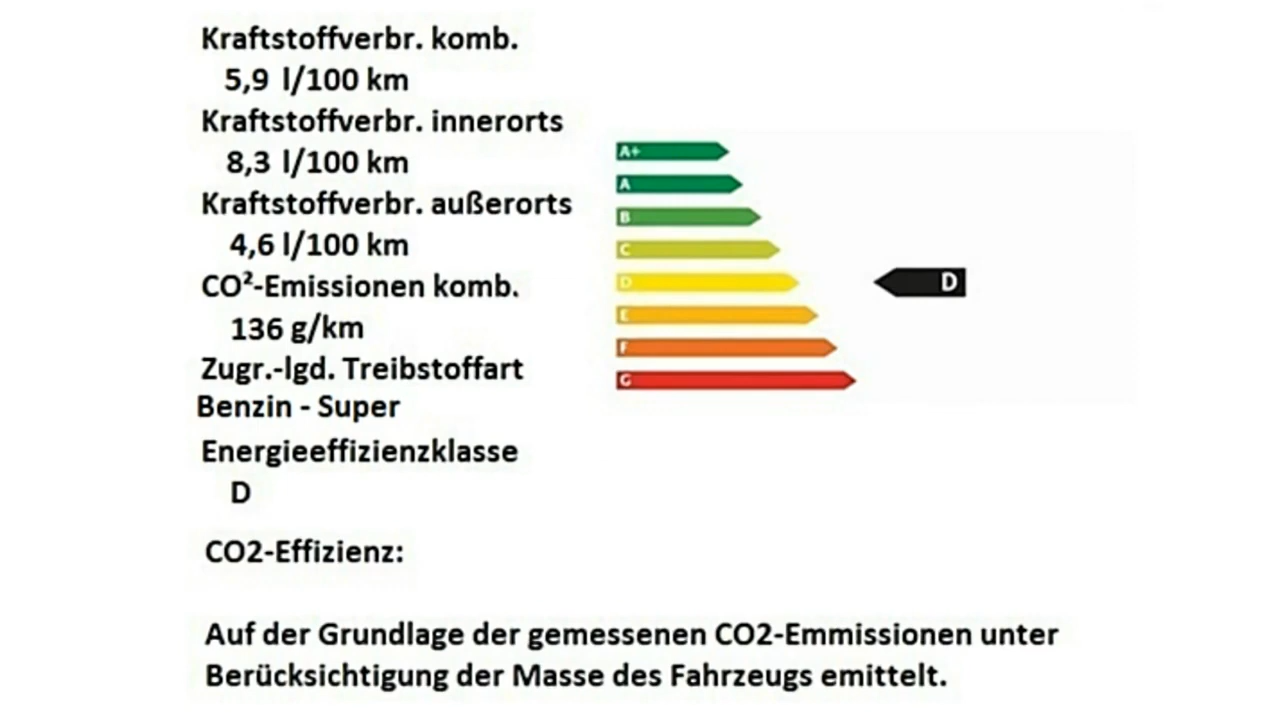 Kraftstoffverbr. komb.
5,9 l/100 km
Kraftstoffverbr. innerorts
8,3 l/100 km
Kraftstoffverbr. außerorts
4,6 l/100 km
CO²-Emissionen komb.
136 g/km
Zugr.-lgd. Treibstoffart
Benzin - Super
Energieeffizienzklasse
D
A+
A
B
C
D
D
E
F
G
CO2-Effizienz:
Auf der Grundlage der gemessenen CO2-Emmissionen unter
Berücksichtigung der Masse des Fahrzeugs emittelt.